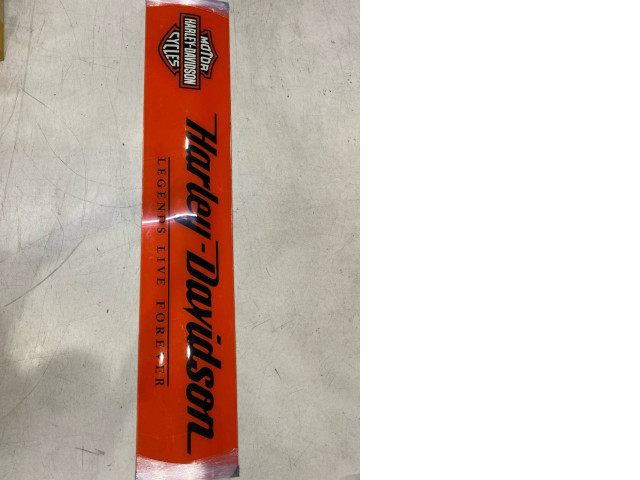 MOTOR
HARLEY-DAVIDSON
CYCLES
Harley-Davidson
LEGENDS LIVE FOREVER